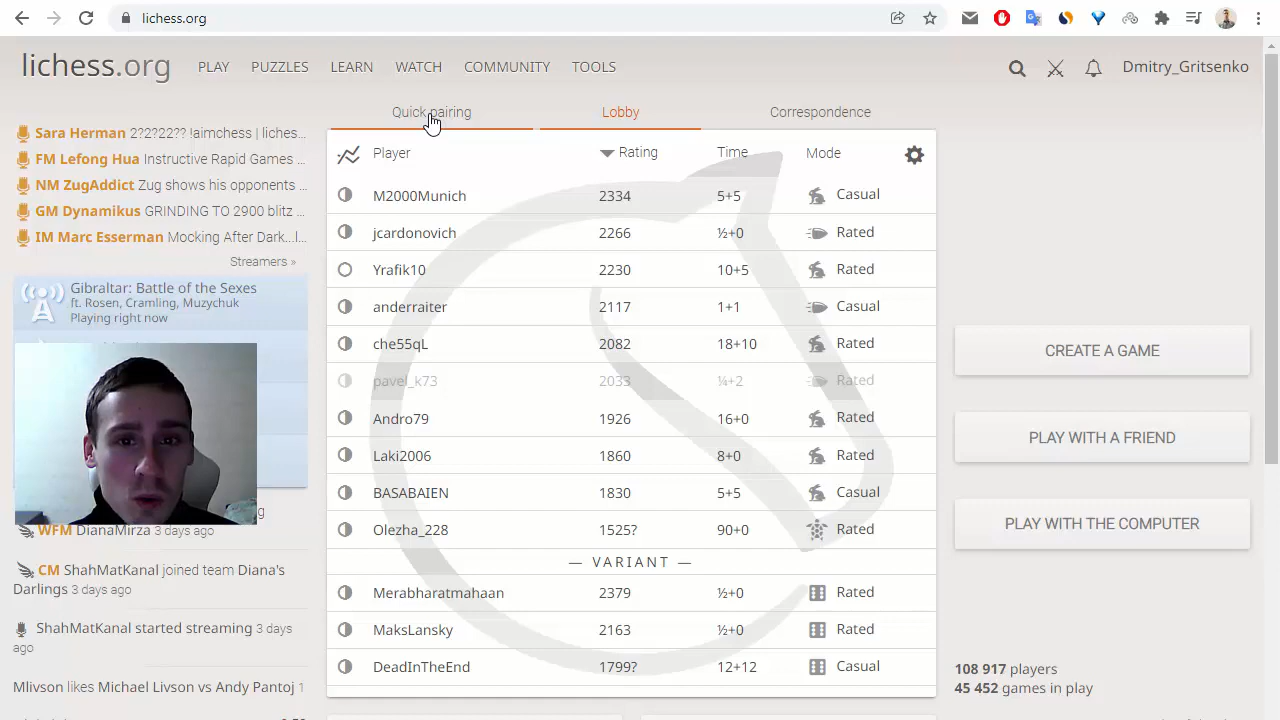 lichess.org
lichess.org
PLAY PUZZLES LEARN WATCH COMMUNITY TOOLS
Dmitry_Gritsenko
Quick pairing Lobby Correspondence
Sara Herman 2?2?22?? !aimchess | liches...
FM Lefong Hua Instructive Rapid Games ...
NM ZugAddict Zug shows his opponents ...
GM Dynamikus GRINDING TO 2900 blitz ...
IM Marc Esserman Mocking After Dark...l...
Streamers »
Gibraltar: Battle of the Sexes
ft. Rosen, Cramling, Muzychuk
Playing right now
WFM DianaMirza 3 days ago
CM ShahMatKanal joined team Diana's
Darlings 3 days ago
ShahMatKanal started streaming 3 days
ago
Mlivson likes Michael Livson vs Andy Pantoj 1
Player Rating Time Mode
M2000Munich 2334 5+5 Casual
jcardonovich 2266 ½+0 Rated
Yrafik10 2230 10+5 Rated
anderraiter 2117 1+1 Casual
che55qL 2082 18+10 Rated
pavel_k73 2033 ¼+2 Rated
Andro79 1926 16+0 Rated
Laki2006 1860 8+0 Rated
BASABAIEN 1830 5+5 Casual
Olezha_228 1525? 90+0 Rated
— VARIANT —
Merabharatmahaan 2379 ½+0 Rated
MaksLansky 2163 ½+0 Rated
DeadInTheEnd 1799? 12+12 Casual
CREATE A GAME
PLAY WITH A FRIEND
PLAY WITH THE COMPUTER
108 917 players
45 452 games in play